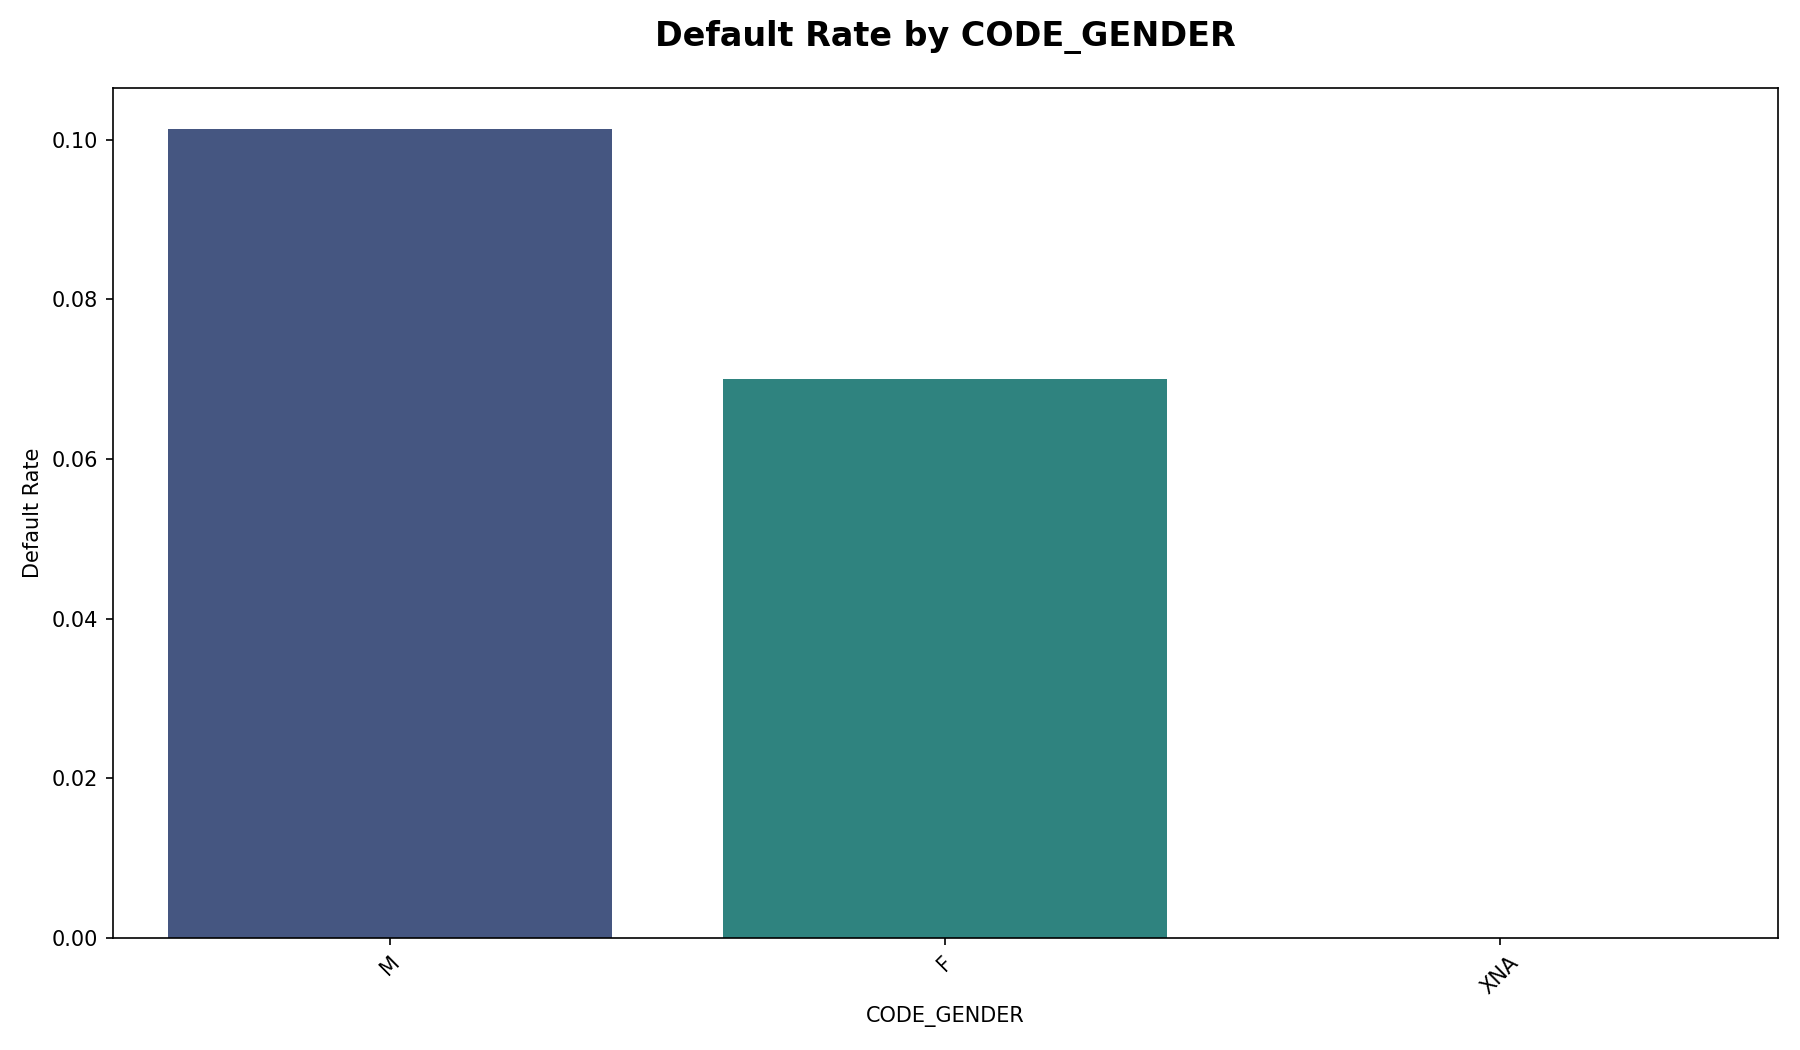 Default Rate by CODE_GENDER
0.10
0.08
0.06
0.04
0.02
0.00
Default Rate
M
F
XNA
CODE_GENDER